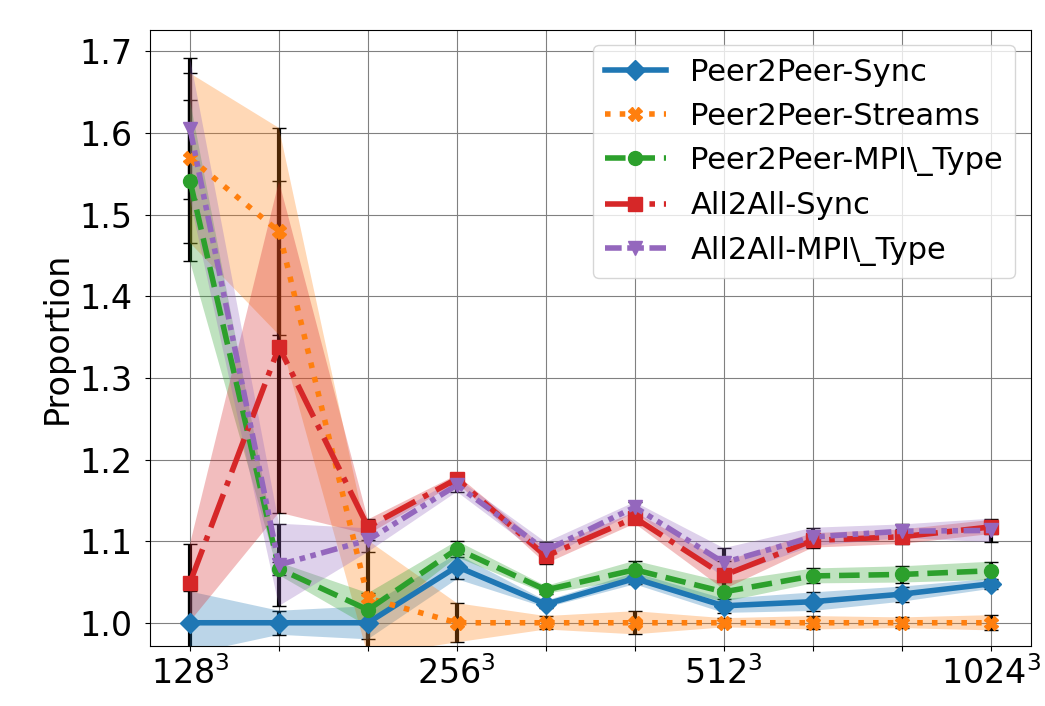 1.7
1.6
1.5
1.4
1.3
1.2
1.1
1.0
Proportion
Peer2Peer-Sync
Peer2Peer-Streams
Peer2Peer-MPI\_Type
All2All-Sync
All2All-MPI\_Type
128³ 256³ 512³ 1024³